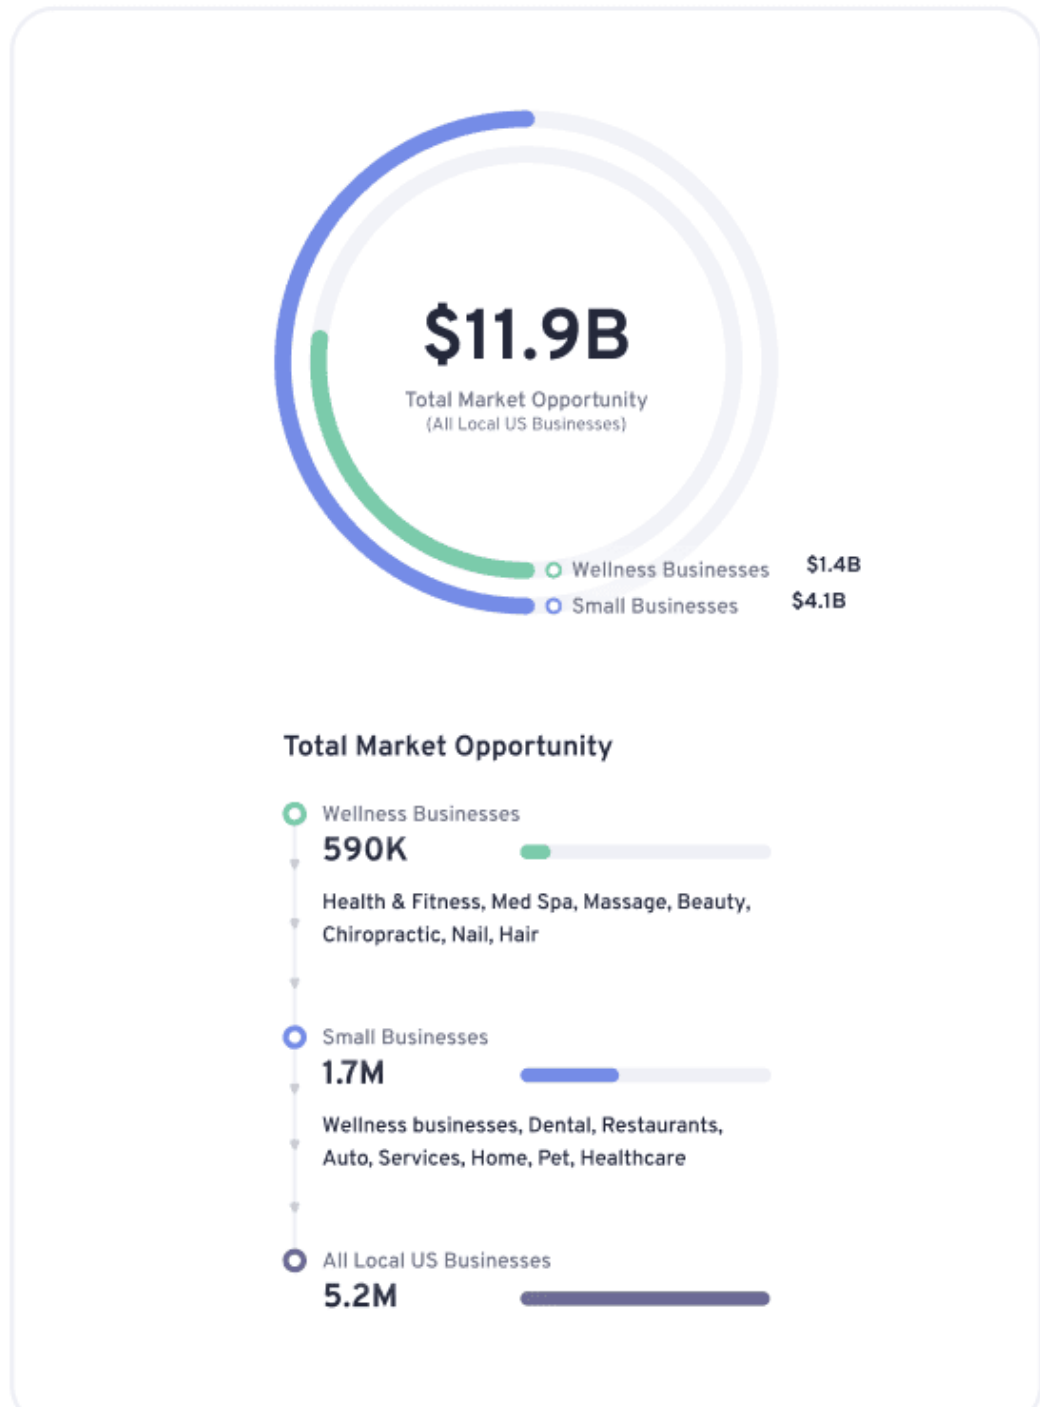 $11.9B
Total Market Opportunity
(All Local US Businesses)
Wellness Businesses $1.4B
Small Businesses $4.1B
Total Market Opportunity
Wellness Businesses
590K
Health & Fitness, Med Spa, Massage, Beauty,
Chiropractic, Nail, Hair
Small Businesses
1.7M
Wellness businesses, Dental, Restaurants,
Auto, Services, Home, Pet, Healthcare
All Local US Businesses
5.2M